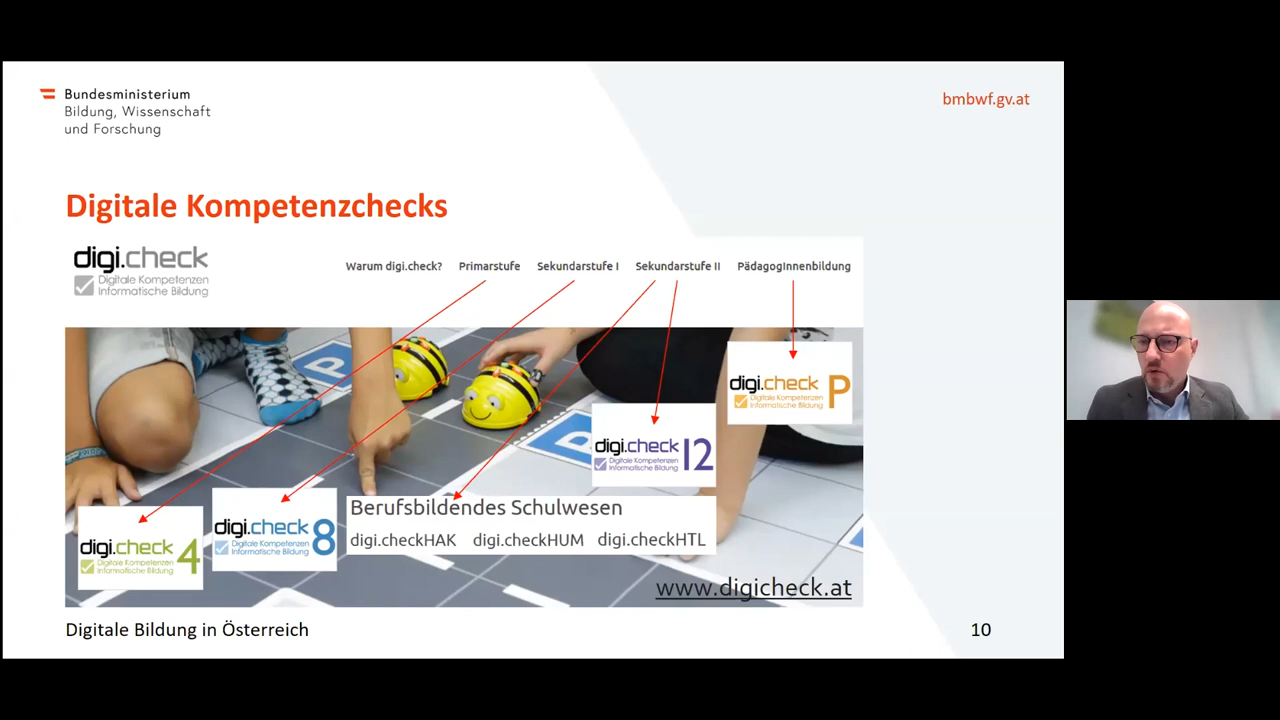 Bundesministerium
Bildung, Wissenschaft
und Forschung
bmbwf.gv.at
Digitale Kompetenzchecks
digi.check
Digitale Kompetenzen
Informatische Bildung
Warum digi.check? Primarstufe Sekundarstufe I Sekundarstufe II PädagogInnenbildung
digi.check P
Digitale Kompetenzen
Informatische Bildung
digi.check 12
Digitale Kompetenzen
Informatische Bildung
digi.check 8
Digitale Kompetenzen
Informatische Bildung
digi.check 4
Digitale Kompetenzen
Informatische Bildung
Berufsbildendes Schulwesen
digi.checkHAK digi.checkHUM digi.checkHTL
www.digicheck.at
P
P
Digitale Bildung in Österreich
10